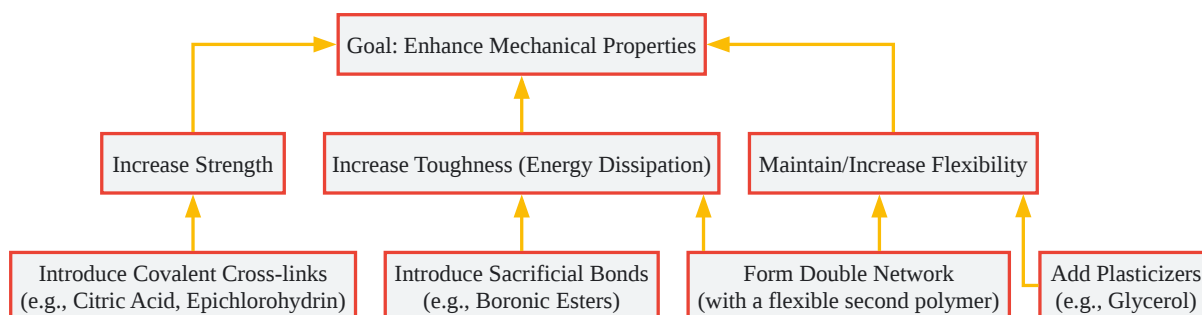 Goal: Enhance Mechanical Properties
Increase Strength
Increase Toughness (Energy Dissipation)
Maintain/Increase Flexibility
Introduce Covalent Cross-links
(e.g., Citric Acid, Epichlorohydrin)
Introduce Sacrificial Bonds
(e.g., Boronic Esters)
Form Double Network
(with a flexible second polymer)
Add Plasticizers
(e.g., Glycerol)